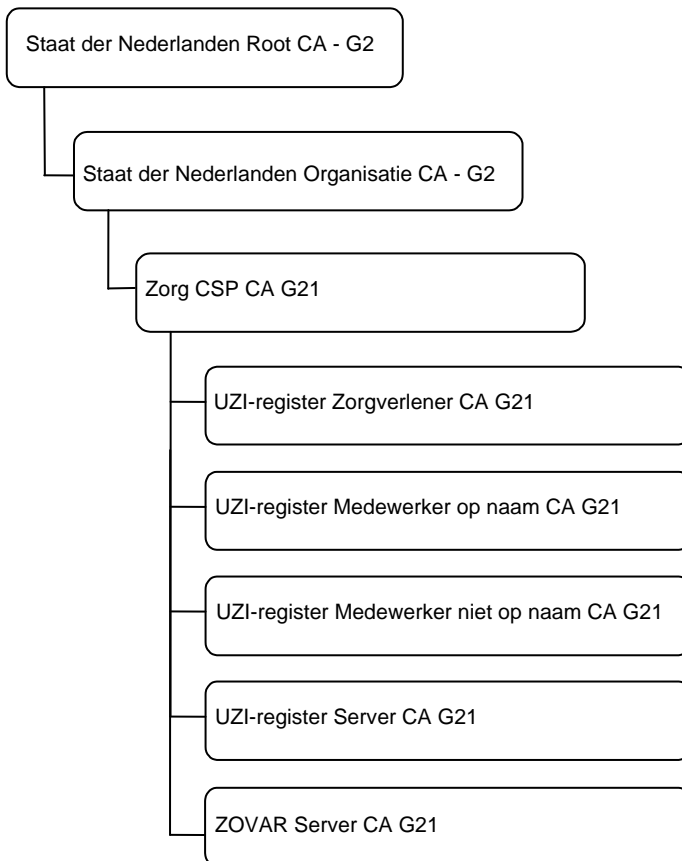 Staat der Nederlanden Root CA - G2
Staat der Nederlanden Organisatie CA - G2
Zorg CSP CA G21
UZI-register Zorgverlener CA G21
UZI-register Medewerker op naam CA G21
UZI-register Medewerker niet op naam CA G21
UZI-register Server CA G21
ZOVAR Server CA G21